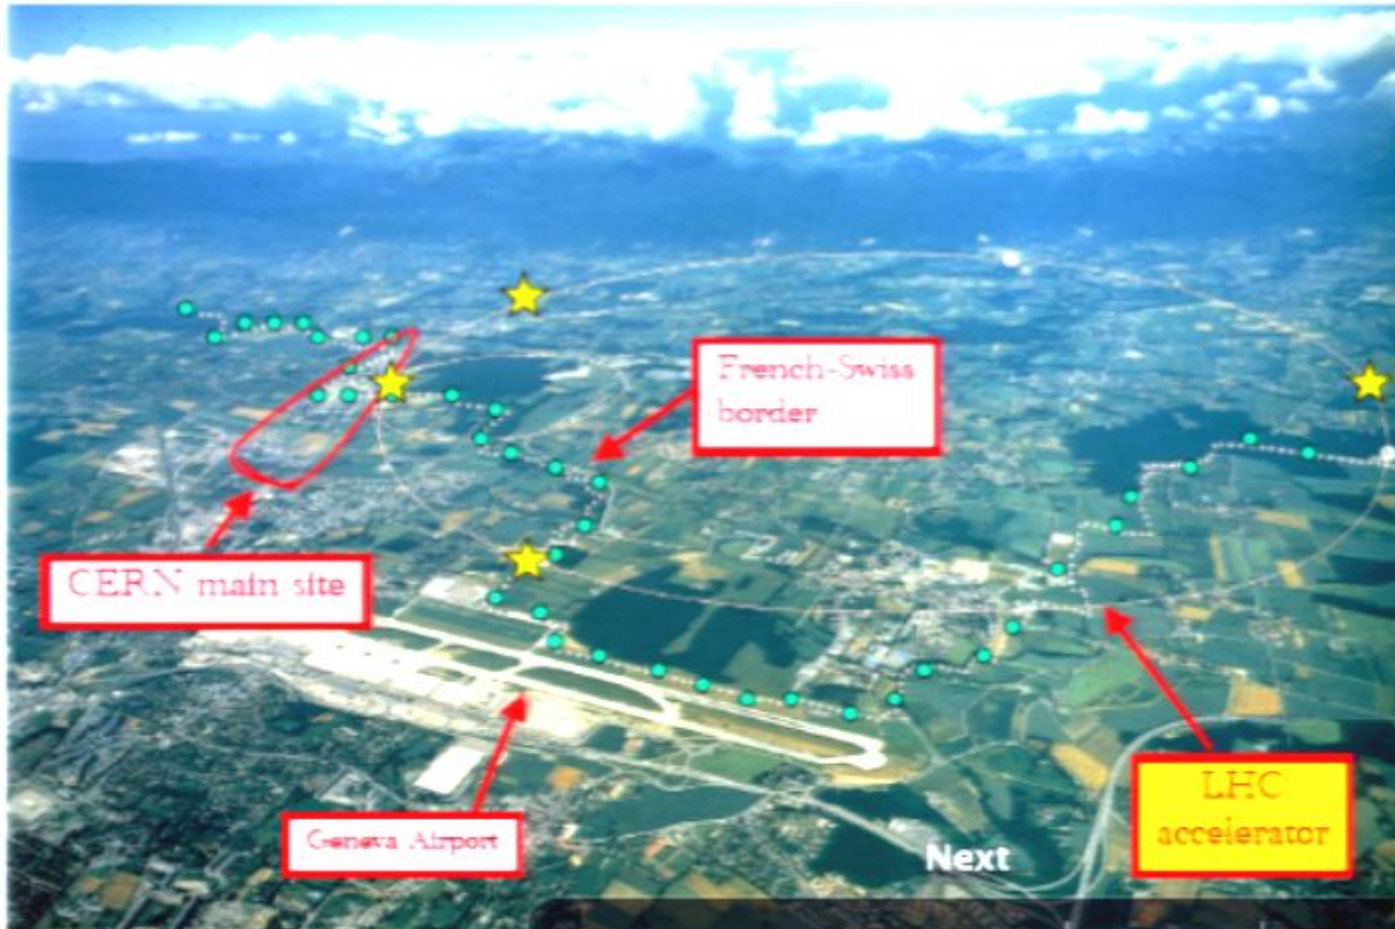 French-Swiss
border
CERN main site
LHC
accelerator
Geneva Airport
Next